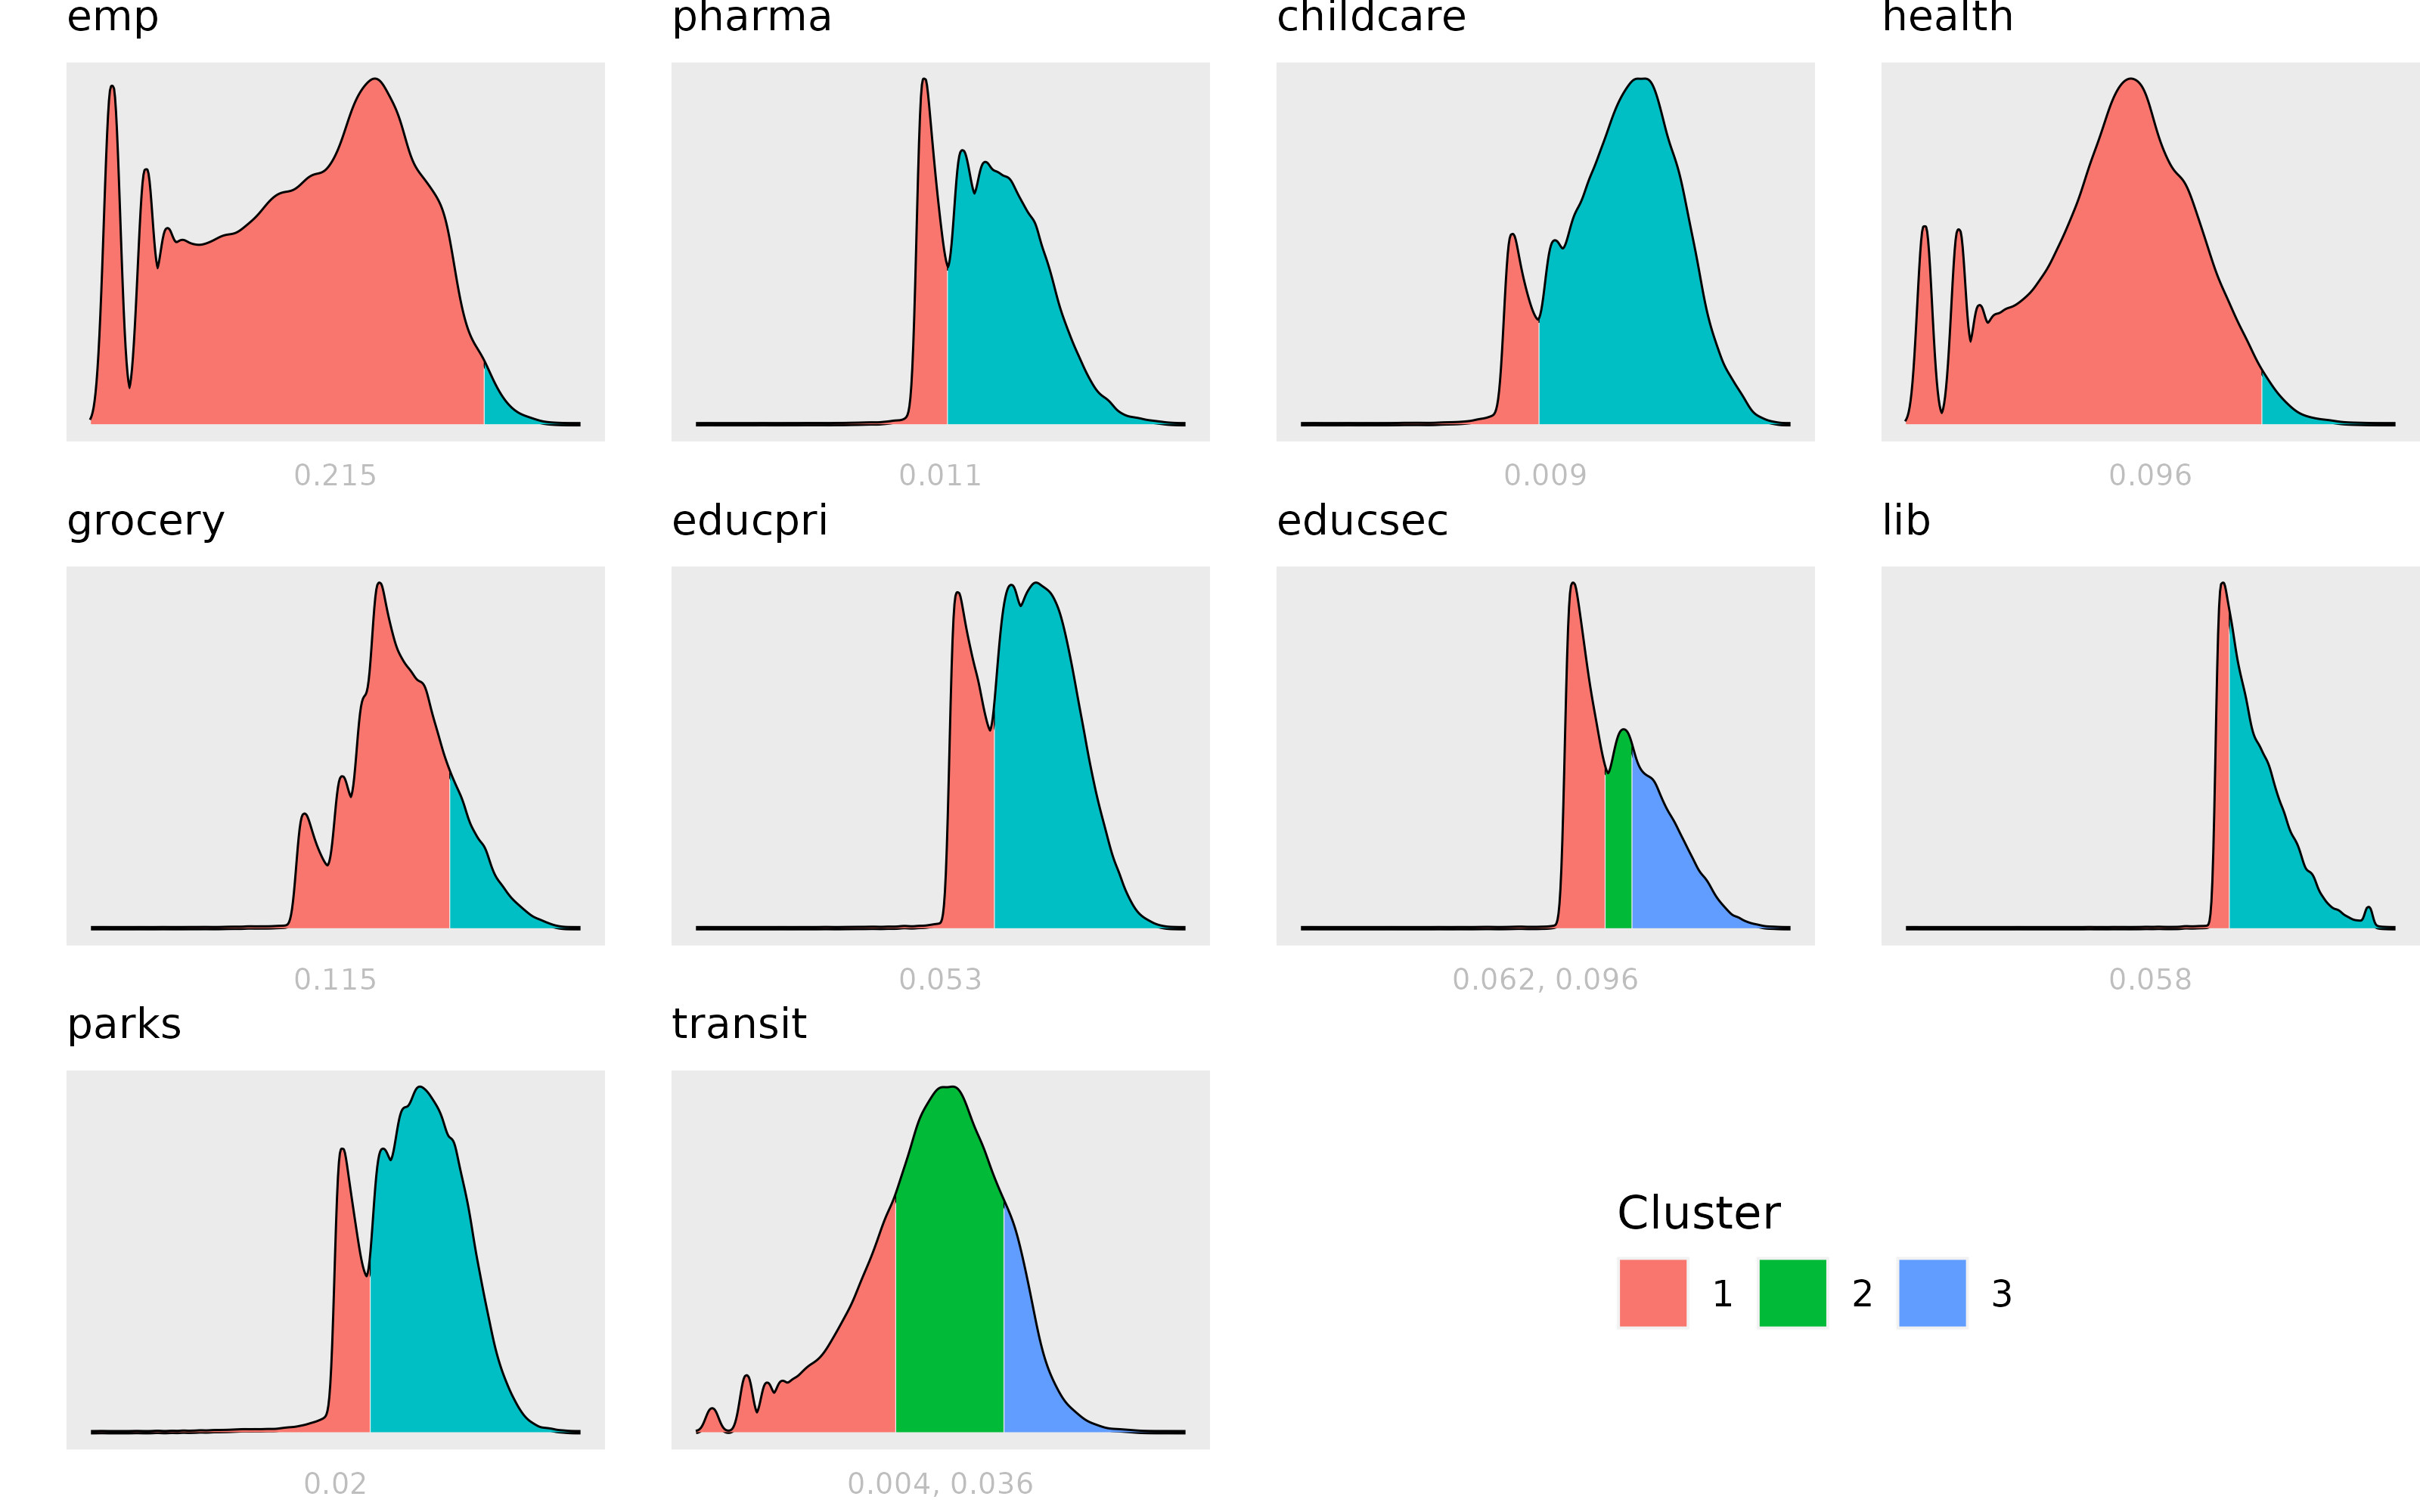 emp pharma childcare health
0.215 0.011 0.009 0.096
grocery educpri educsec lib
0.115 0.053 0.062, 0.096 0.058
parks transit
Cluster
1 2 3
0.02 0.004, 0.036